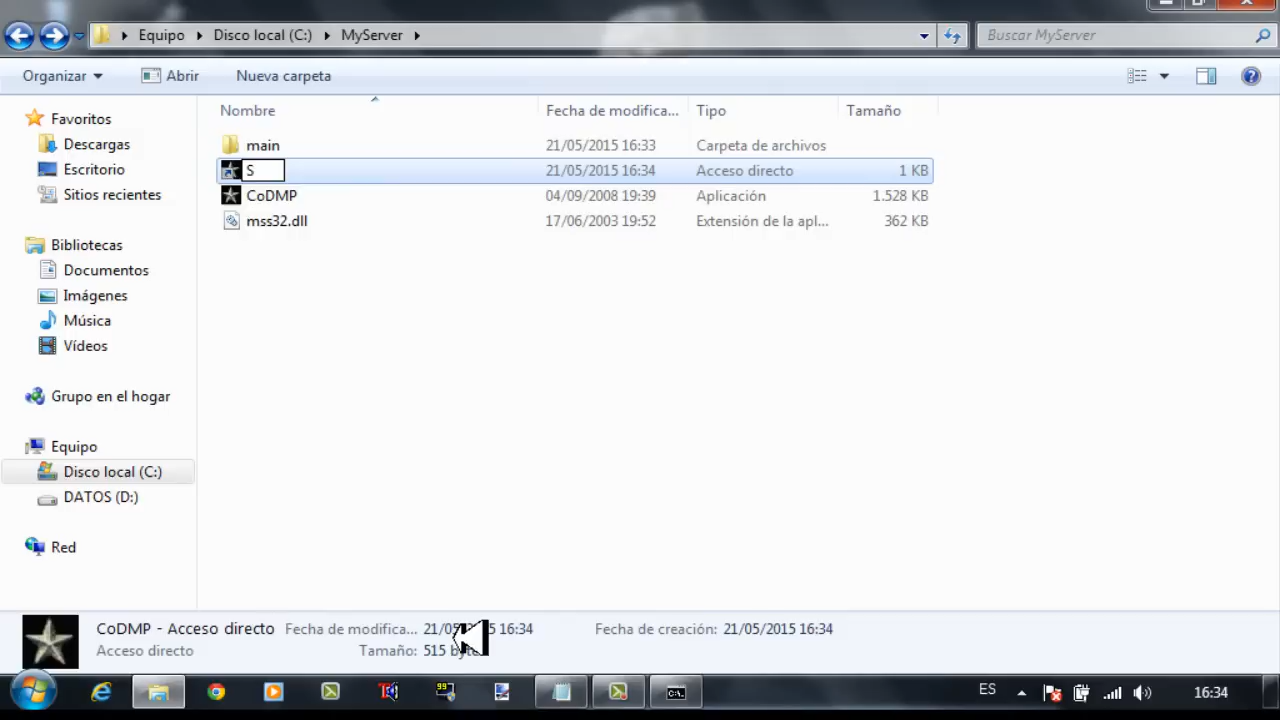 Equipo Disco local (C:) MyServer
Buscar MyServer
Organizar Abrir Nueva carpeta
Nombre Fecha de modifica... Tipo Tamaño
main 21/05/2015 16:33 Carpeta de archivos
S 21/05/2015 16:34 Acceso directo 1 KB
CoDMP 04/09/2008 19:39 Aplicación 1.528 KB
mss32.dll 17/06/2003 19:52 Extensión de la apl... 362 KB
Favoritos
Descargas
Escritorio
Sitios recientes
Bibliotecas
Documentos
Imágenes
Música
Vídeos
Grupo en el hogar
Equipo
Disco local (C:)
DATOS (D:)
Red
CoDMP - Acceso directo Fecha de modifica... 16:34 Fecha de creación: 21/05/2015 16:34
Acceso directo Tamaño: 515
99 ES 16:34